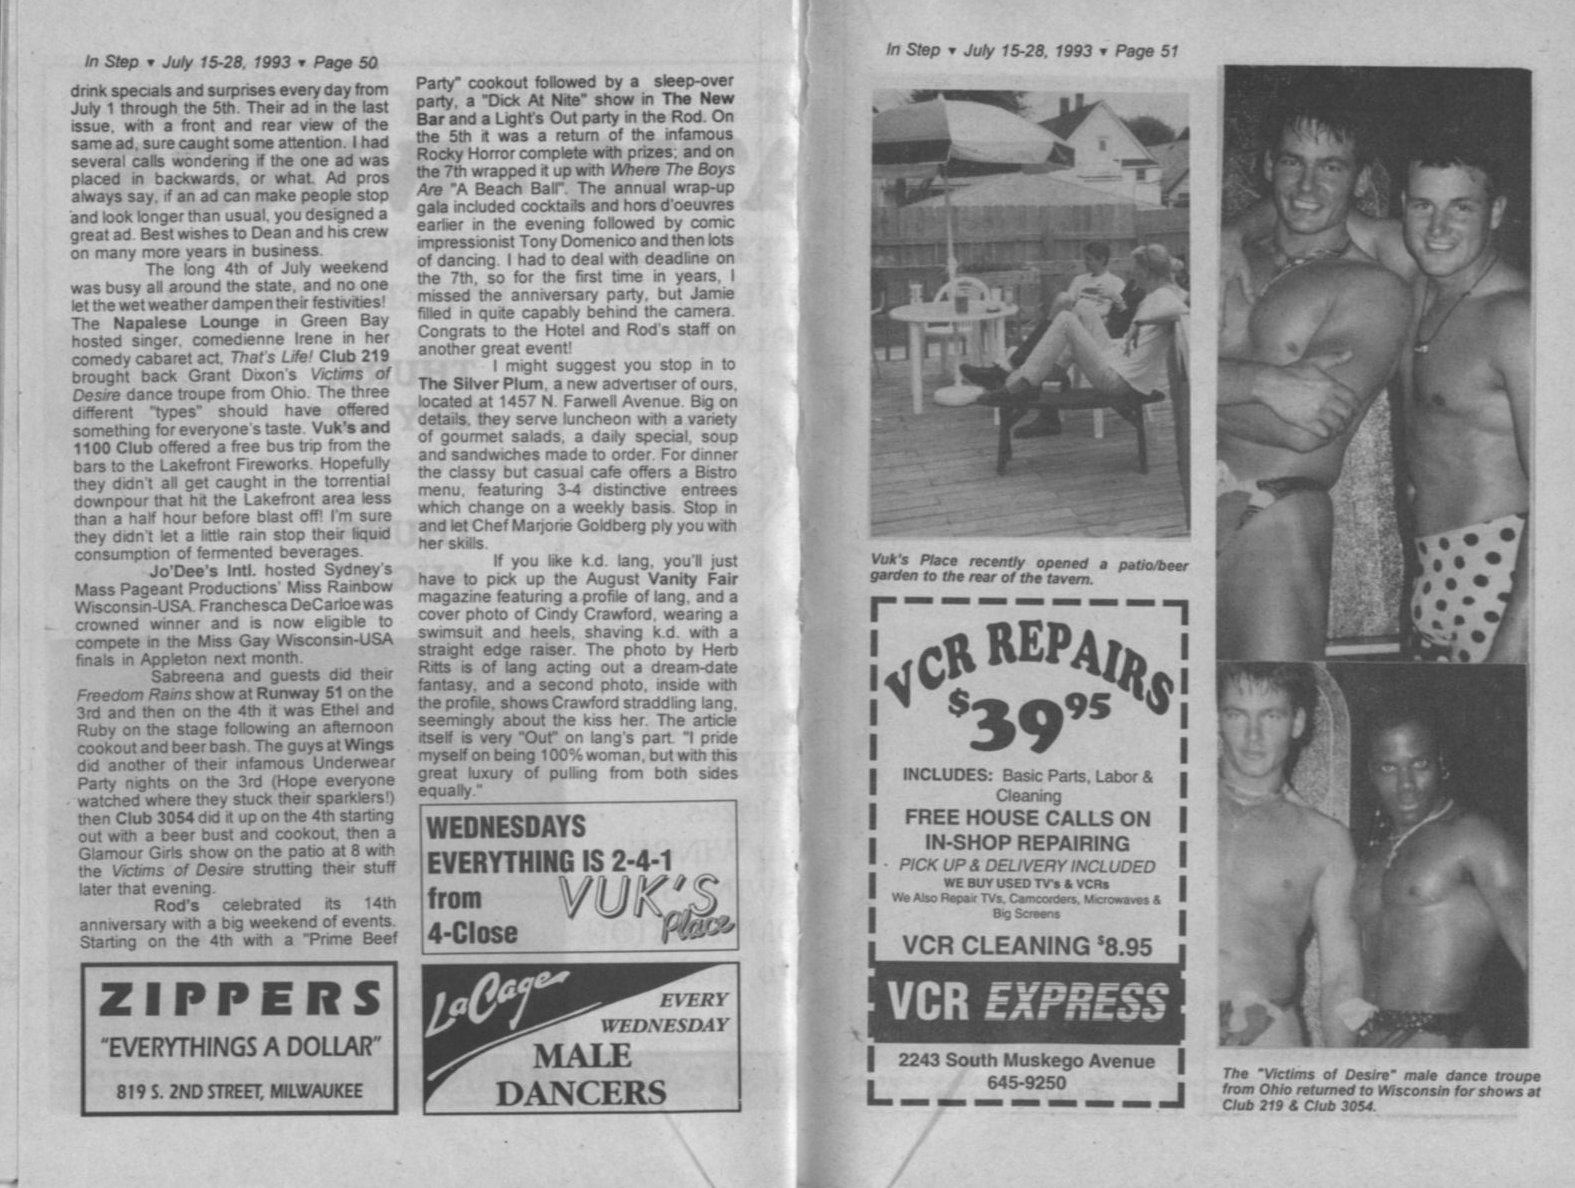 In Step ▼ July 15-28, 1993 ▼ Page 50
drink specials and surprises every day from
July 1 through the 5th. Their ad in the last
issue, with a front and rear view of the
same ad, sure caught some attention. I had
several calls wondering if the one ad was
placed in backwards, or what. Ad pros
always say, if an ad can make people stop
and look longer than usual, you designed a
great ad. Best wishes to Dean and his crew
on many more years in business.
The long 4th of July weekend
was busy all around the state, and no one
let the wet weather dampen their festivities!
The Napalese Lounge in Green Bay
hosted singer, comedienne Irene in her
comedy cabaret act, That's Life! Club 219
brought back Grant Dixon's Victims of
Desire dance troupe from Ohio. The three
different "types" should have offered
something for everyone's taste. Vuk's and
1100 Club offered a free bus trip from the
bars to the Lakefront Fireworks. Hopefully
they didn't all get caught in the torrential
downpour that hit the Lakefront area less
than a half hour before blast off! I'm sure
they didn't let a little rain stop their liquid
consumption of fermented beverages.
Jo'Dee's Intl. hosted Sydney's
Mass Pageant Productions' Miss Rainbow
Wisconsin-USA. Franchesca DeCarloe was
crowned winner and is now eligible to
compete in the Miss Gay Wisconsin-USA
finals in Appleton next month.
Sabreena and guests did their
Freedom Rains show at Runway 51 on the
3rd and then on the 4th it was Ethel and
Ruby on the stage following an afternoon
cookout and beer bash. The guys at Wings
did another of their infamous Underwear
Party nights on the 3rd (Hope everyone
watched where they stuck their sparklers!)
then Club 3054 did it up on the 4th starting
out with a beer bust and cookout, then a
Glamour Girls show on the patio at 8 with
the Victims of Desire strutting their stuff
later that evening.
Rod's celebrated its 14th
anniversary with a big weekend of events.
Starting on the 4th with a "Prime Beef
ZIPPERS
"EVERYTHINGS A DOLLAR"
819 S. 2ND STREET, MILWAUKEE
Party" cookout followed by a sleep-over
party, a "Dick At Nite" show in The New
Bar and a Light's Out party in the Rod. On
the 5th it was a return of the infamous
Rocky Horror complete with prizes; and on
the 7th wrapped it up with Where The Boys
Are "A Beach Ball". The annual wrap-up
gala included cocktails and hors d'oeuvres
earlier in the evening followed by comic
impressionist Tony Domenico and then lots
of dancing. I had to deal with deadline on
the 7th, so for the first time in years, I
missed the anniversary party, but Jamie
filled in quite capably behind the camera.
Congrats to the Hotel and Rod's staff on
another great event!
I might suggest you stop in to
The Silver Plum, a new advertiser of ours,
located at 1457 N. Farwell Avenue. Big on
details, they serve luncheon with a variety
of gourmet salads, a daily special, soup
and sandwiches made to order. For dinner
the classy but casual cafe offers a Bistro
menu, featuring 3-4 distinctive entrees
which change on a weekly basis. Stop in
and let Chef Marjorie Goldberg ply you with
her skills.
If you like k.d. lang, you'll just
have to pick up the August Vanity Fair
magazine featuring a profile of lang, and a
cover photo of Cindy Crawford, wearing a
swimsuit and heels, shaving k.d. with a
straight edge raiser. The photo by Herb
Ritts is of lang acting out a dream-date
fantasy, and a second photo, inside with
the profile, shows Crawford straddling lang,
seemingly about the kiss her. The article
itself is very "Out" on lang's part. "I pride
myself on being 100% woman, but with this
great luxury of pulling from both sides
equally."
WEDNESDAYS
EVERYTHING IS 2-4-1
from
4-Close
VUK'S
Place
LaCage
EVERY
WEDNESDAY
MALE
DANCERS
In Step ▼ July 15-28, 1993 ▼ Page 51
Vuk's Place recently opened a patio/beer
garden to the rear of the tavern.
VCR REPAIRS
$39.95
INCLUDES: Basic Parts, Labor &
Cleaning
FREE HOUSE CALLS ON
IN-SHOP REPAIRING
PICK UP & DELIVERY INCLUDED
WE BUY USED TV's & VCRs
We Also Repair TVs, Camcorders, Microwaves &
Big Screens
VCR CLEANING $8.95
VCR EXPRESS
2243 South Muskego Avenue
645-9250
The "Victims of Desire" male dance troupe
from Ohio returned to Wisconsin for shows at
Club 219 & Club 3054.